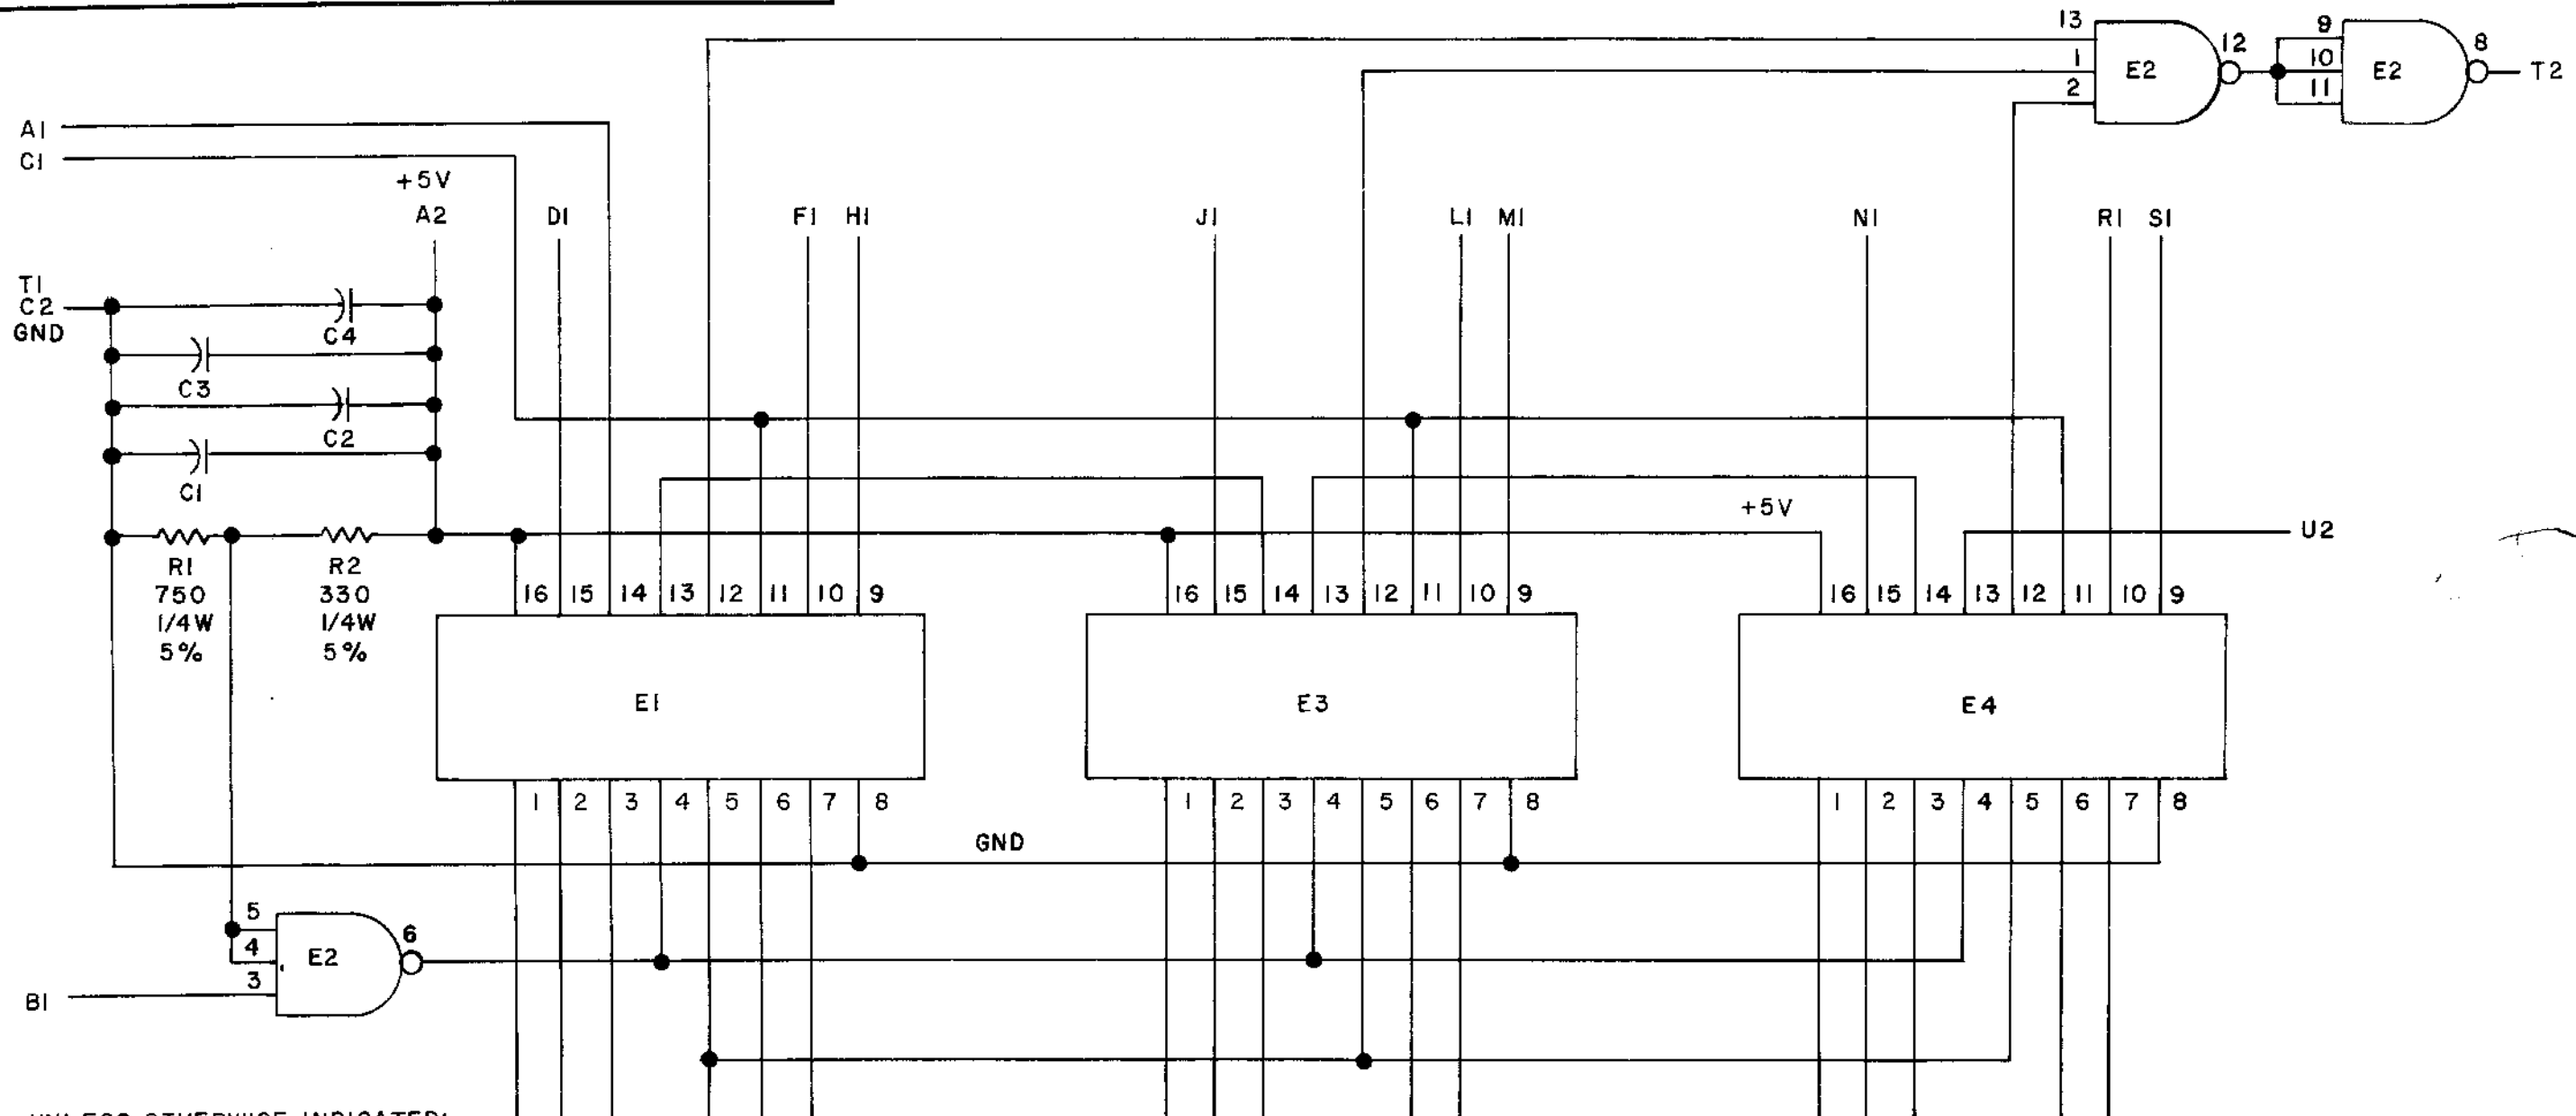 13
1
2
E2
12
9
10
11
E2
8
T2
A1
C1
+5V
A2
D1
F1 H1
J1
L1 M1
N1
R1 S1
T1
C2
GND
C4
C3
C2
C1
+5V
U2
R1
750
1/4W
5%
R2
330
1/4W
5%
16 15 14 13 12 11 10 9
16 15 14 13 12 11 10 9
16 15 14 13 12 11 10 9
E1
E3
E4
1 2 3 4 5 6 7 8
1 2 3 4 5 6 7 8
1 2 3 4 5 6 7 8
GND
5
4
3
E2
6
B1